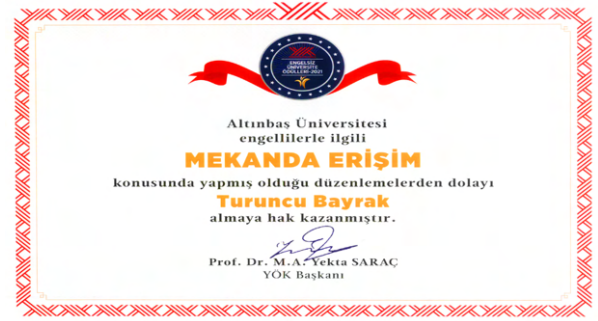 YÖK
ENGELSİZ
ÜNİVERSİTE
ÖDÜLLERİ-2021
Altınbaş Üniversitesi
engellilerle ilgili
MEKANDA ERİŞİM
konusunda yapmış olduğu düzenlemelerden dolayı
Turuncu Bayrak
almaya hak kazanmıştır.
Prof. Dr. M.A. Yekta SARAÇ
YÖK Başkanı